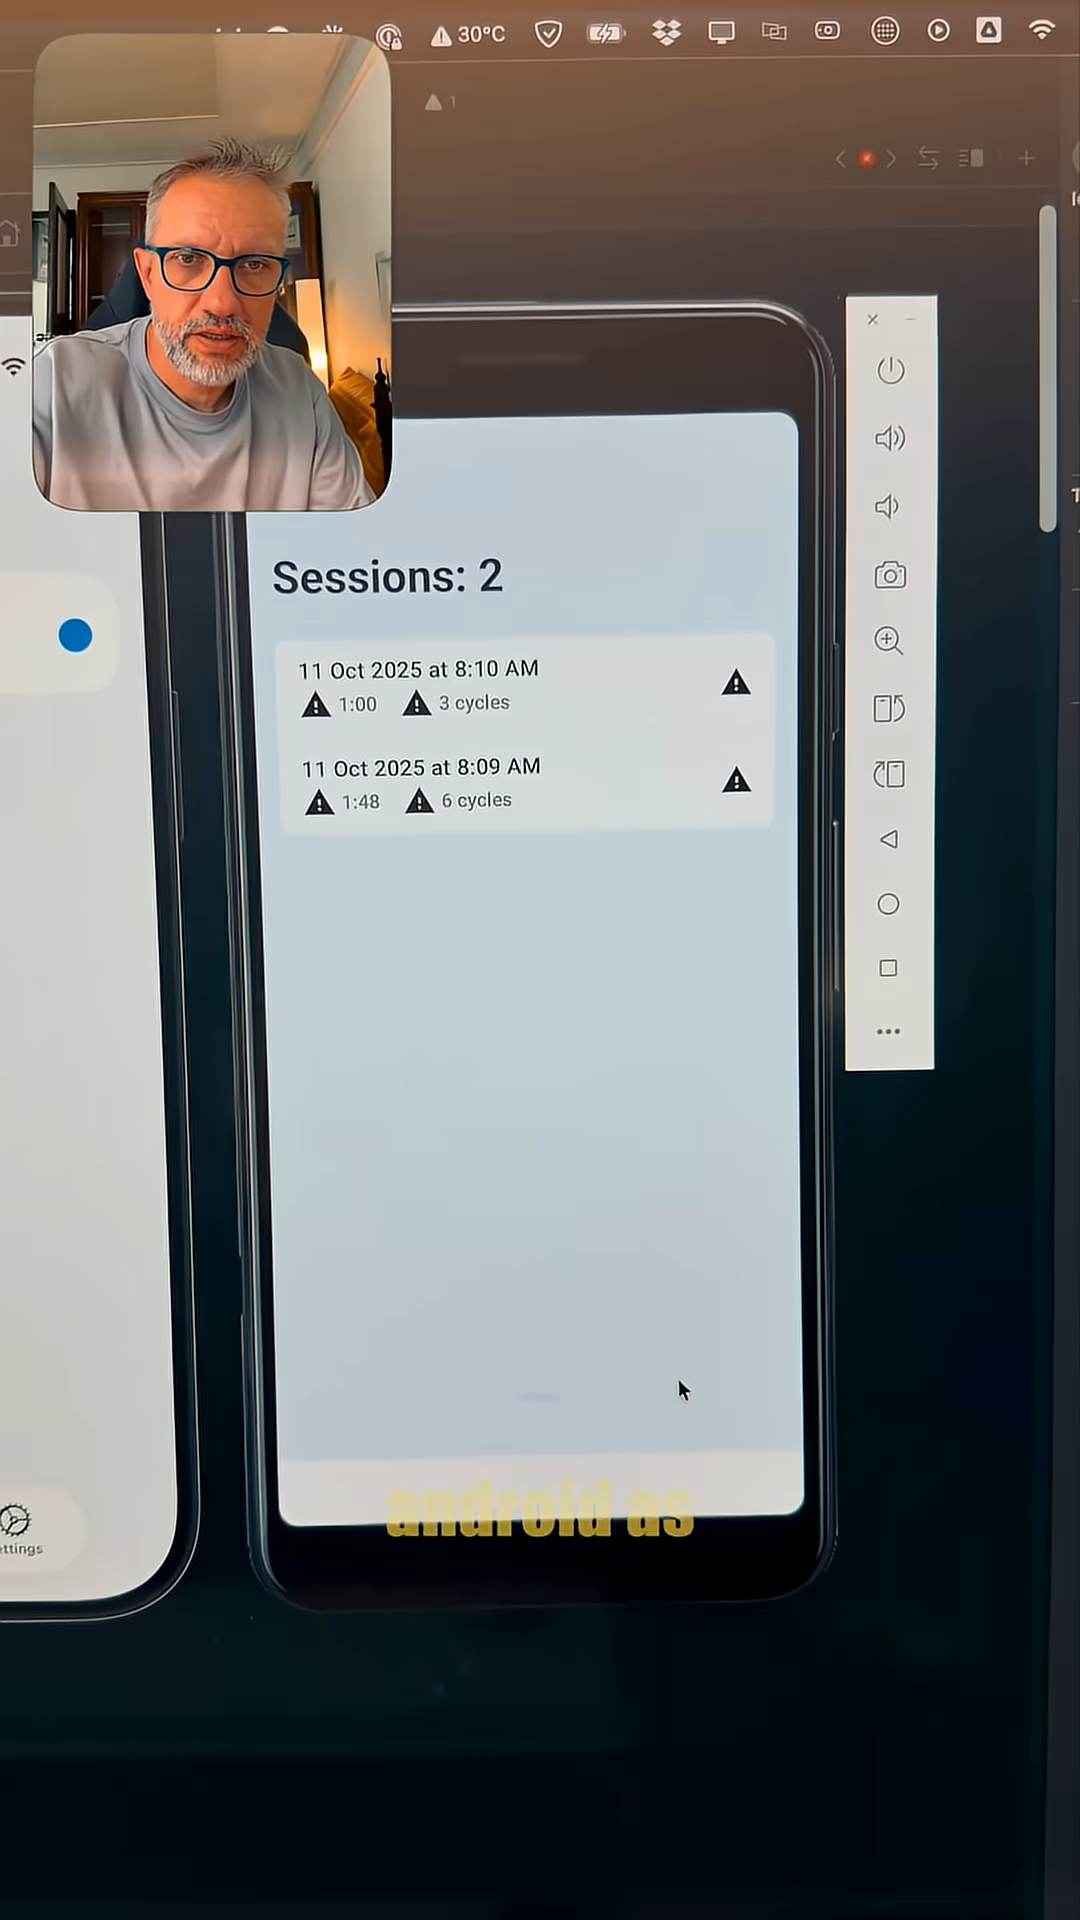 30°C
1
Sessions: 2
11 Oct 2025 at 8:10 AM
1:00 3 cycles
11 Oct 2025 at 8:09 AM
1:48 6 cycles
android as
ettings